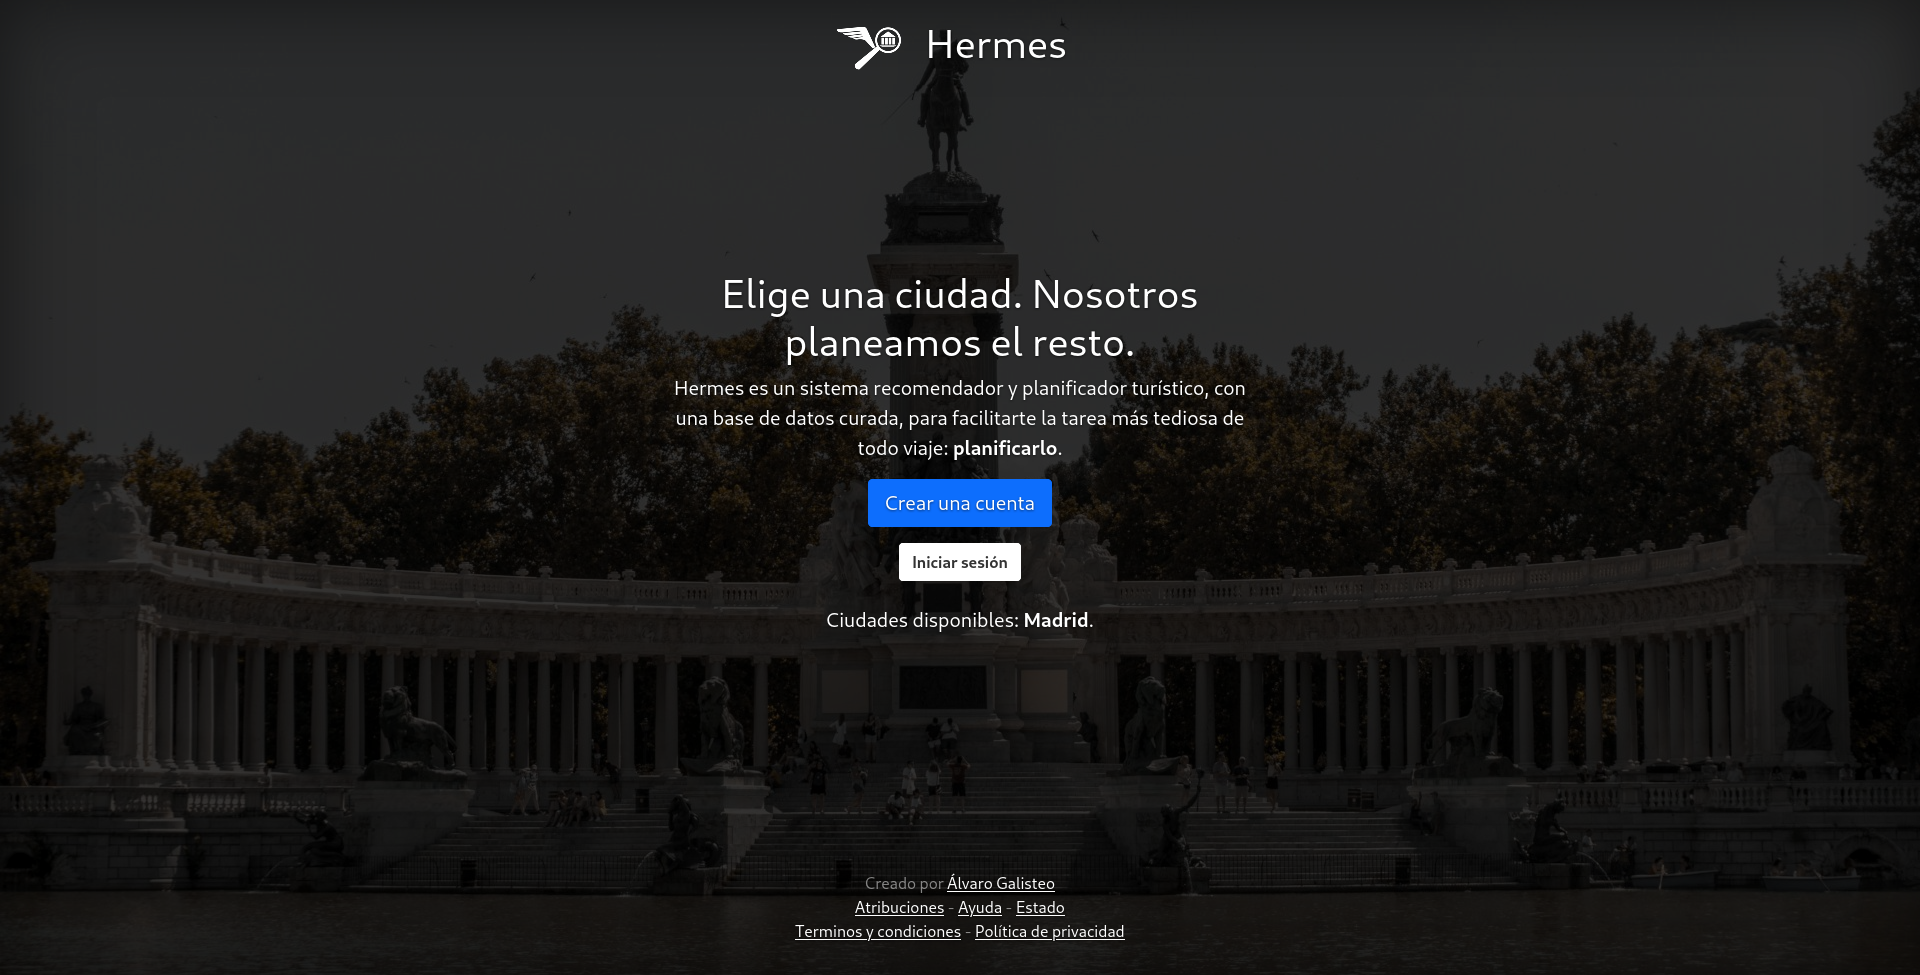 Hermes
Elige una ciudad. Nosotros
planeamos el resto.
Hermes es un sistema recomendador y planificador turístico, con
una base de datos curada, para facilitarte la tarea más tediosa de
todo viaje: planificarlo.
Crear una cuenta
Iniciar sesión
Ciudades disponibles: Madrid.
Creado por Álvaro Galisteo
Atribuciones - Ayuda - Estado
Terminos y condiciones - Política de privacidad